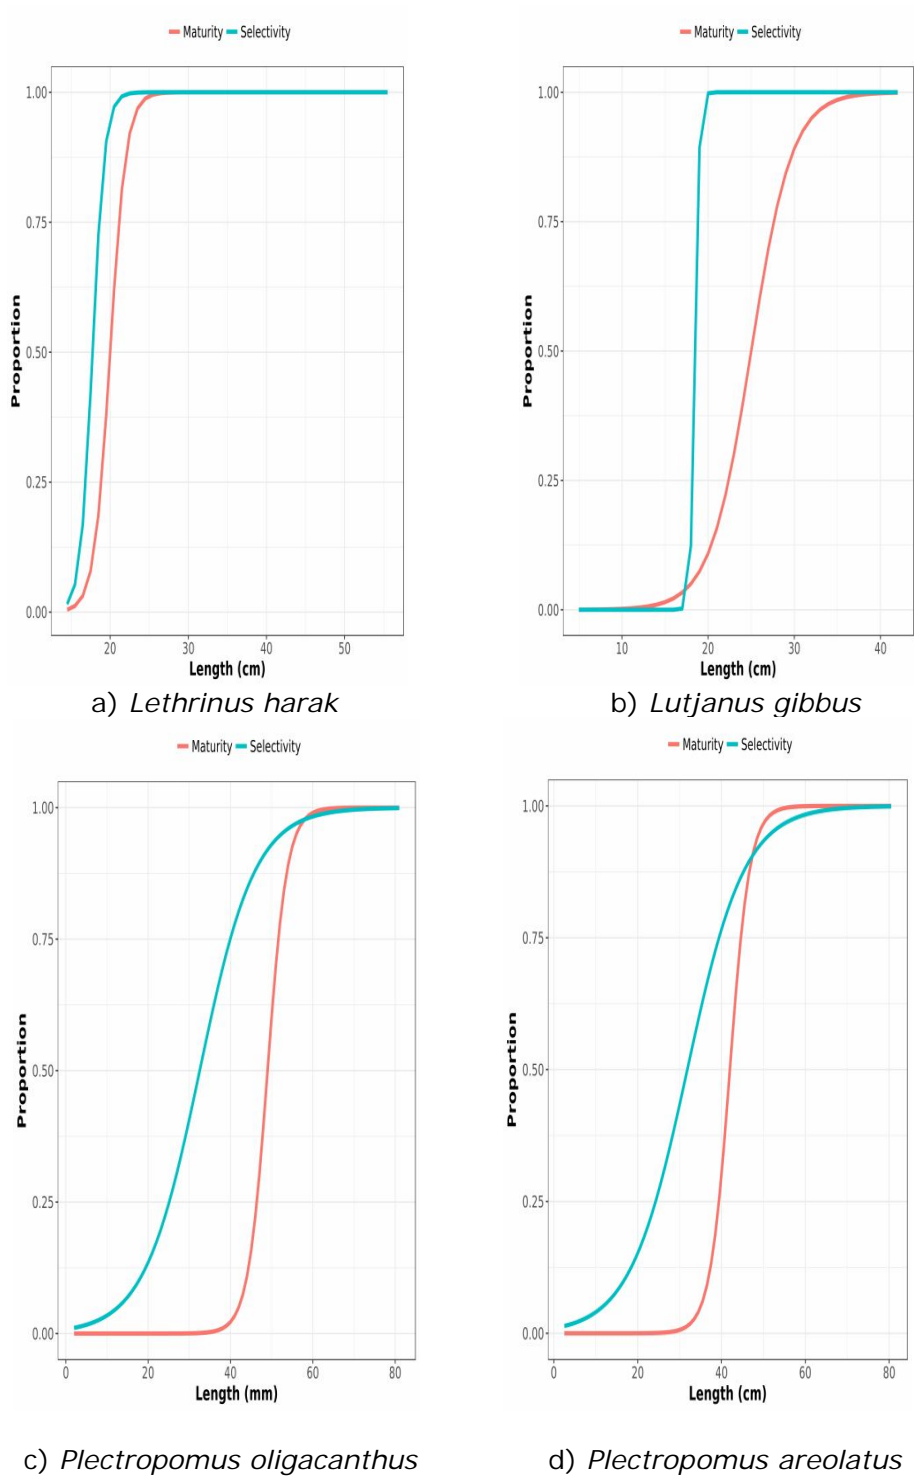 Maturity Selectivity
1.00
0.75
0.50
0.25
0.00
Proportion
20 30 40 50
Length (cm)
a) Lethrinus harak
Maturity Selectivity
1.00
0.75
0.50
0.25
0.00
Proportion
10 20 30 40
Length (cm)
b) Lutjanus gibbus
Maturity Selectivity
1.00
0.75
0.50
0.25
0.00
Proportion
0 20 40 60 80
Length (mm)
c) Plectropomus oligacanthus
Maturity Selectivity
1.00
0.75
0.50
0.25
0.00
Proportion
0 20 40 60 80
Length (cm)
d) Plectropomus areolatus